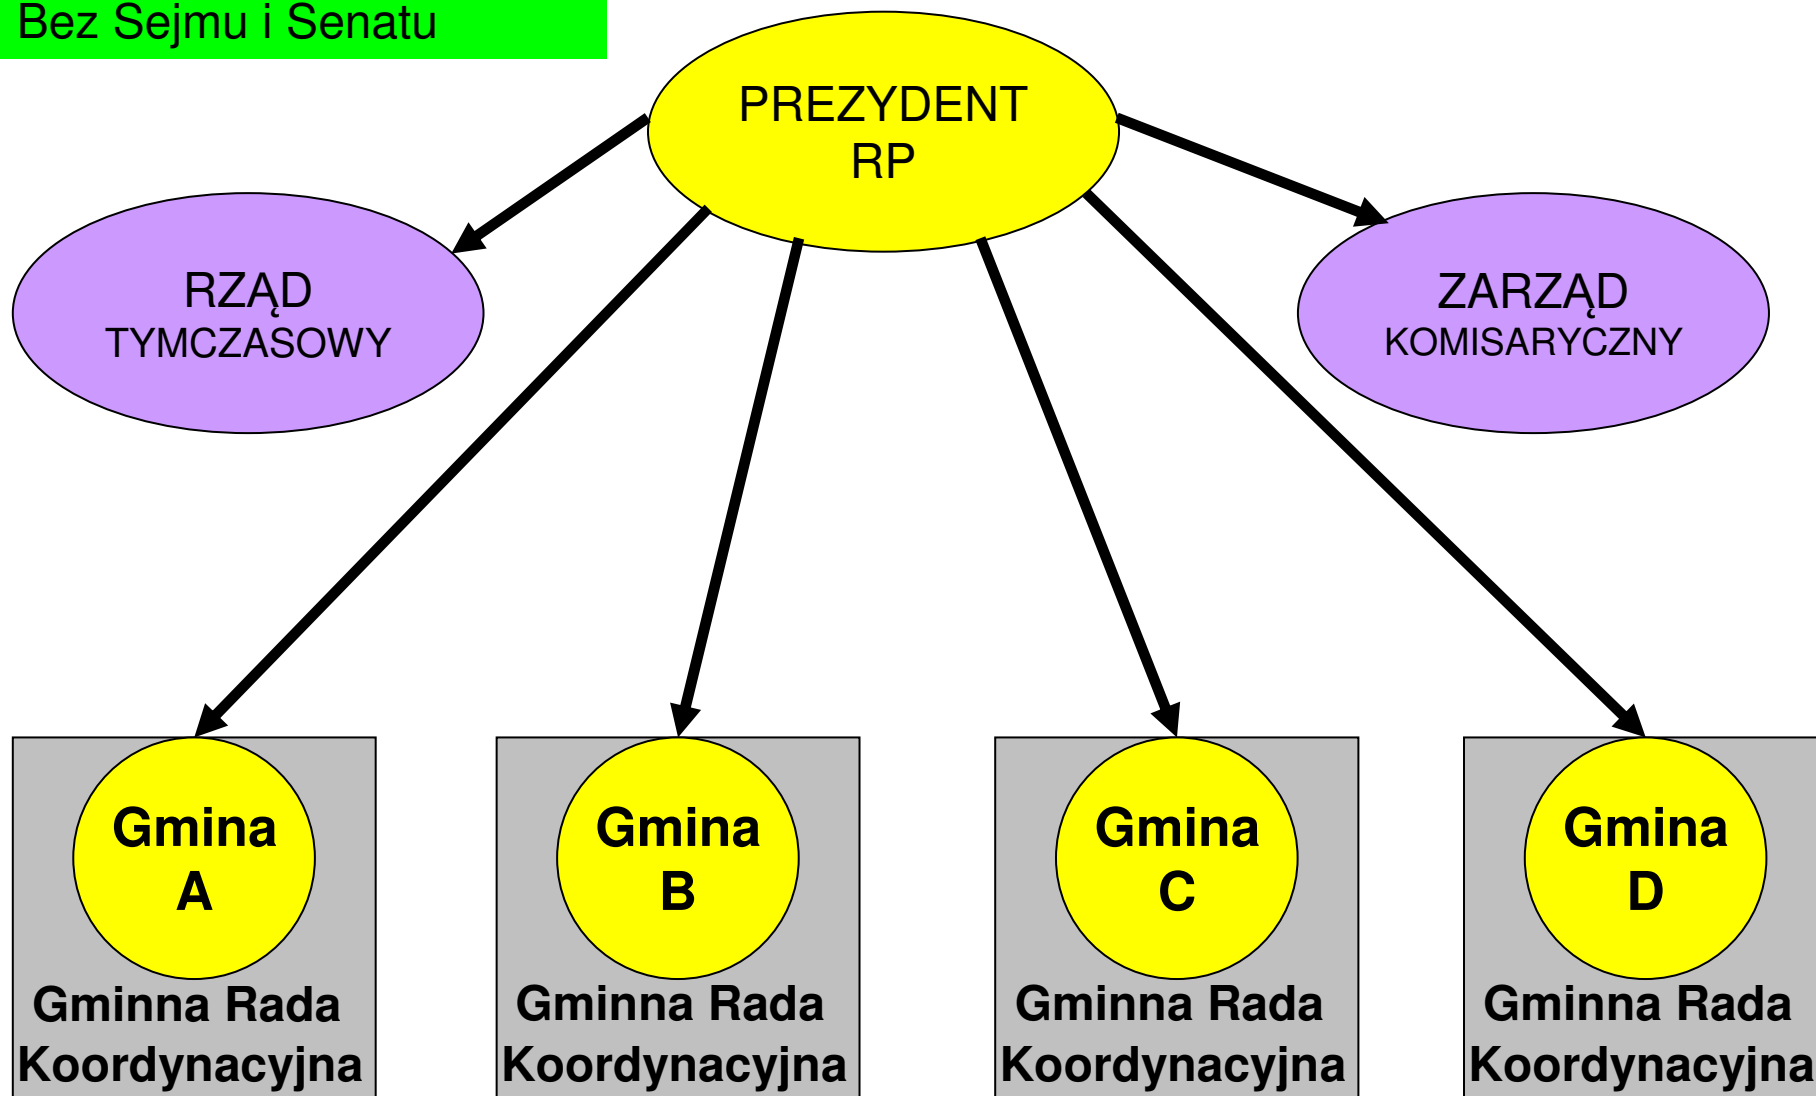 Bez Sejmu i Senatu
PREZYDENT
RP
RZĄD
TYMCZASOWY
ZARZĄD
KOMISARYCZNY
Gmina
A
Gminna Rada
Koordynacyjna
Gmina
B
Gminna Rada
Koordynacyjna
Gmina
C
Gminna Rada
Koordynacyjna
Gmina
D
Gminna Rada
Koordynacyjna